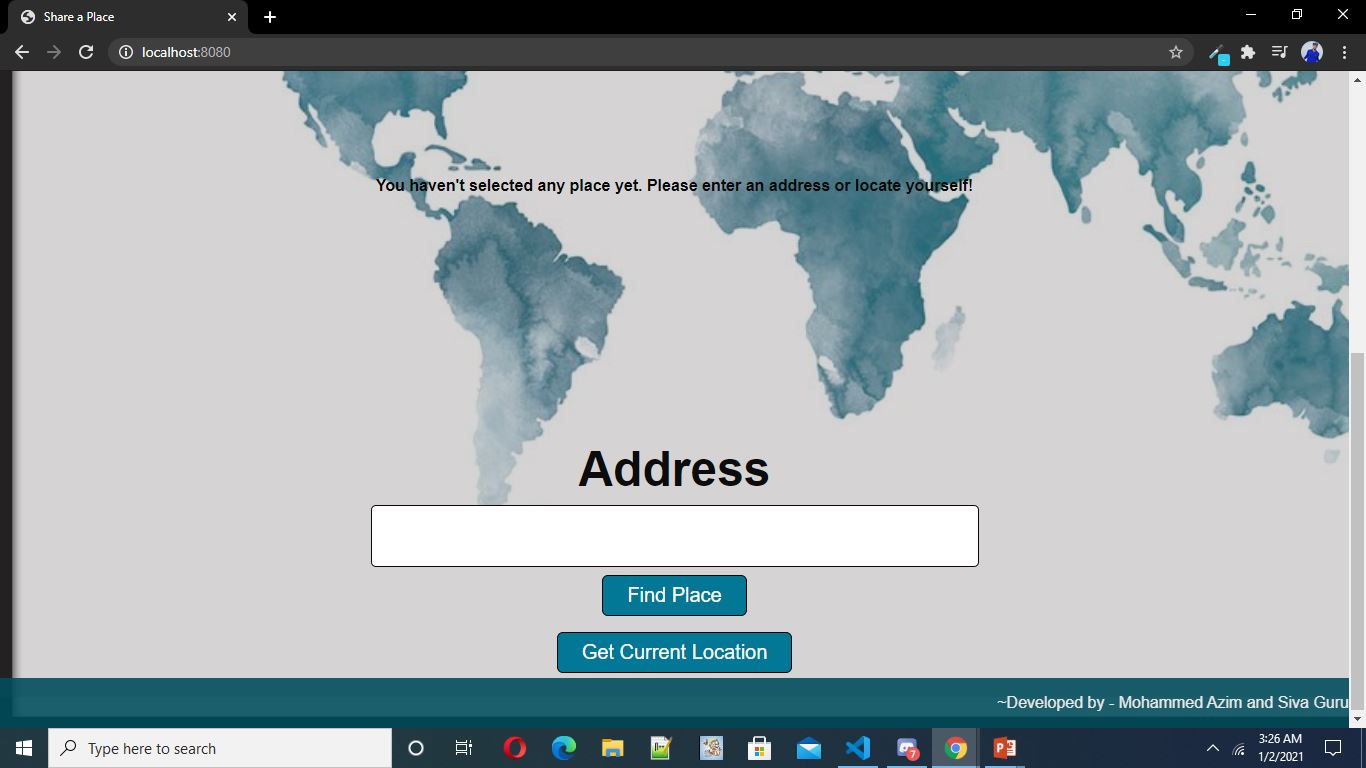 Share a Place
localhost:8080
You haven't selected any place yet. Please enter an address or locate yourself!
Address
Find Place
Get Current Location
~Developed by - Mohammed Azim and Siva Guru
Type here to search
7
3:26 AM
1/2/2021